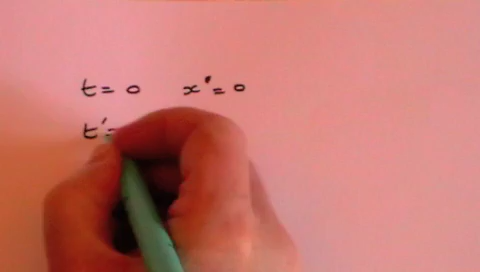 t = 0 x' = 0
t' =